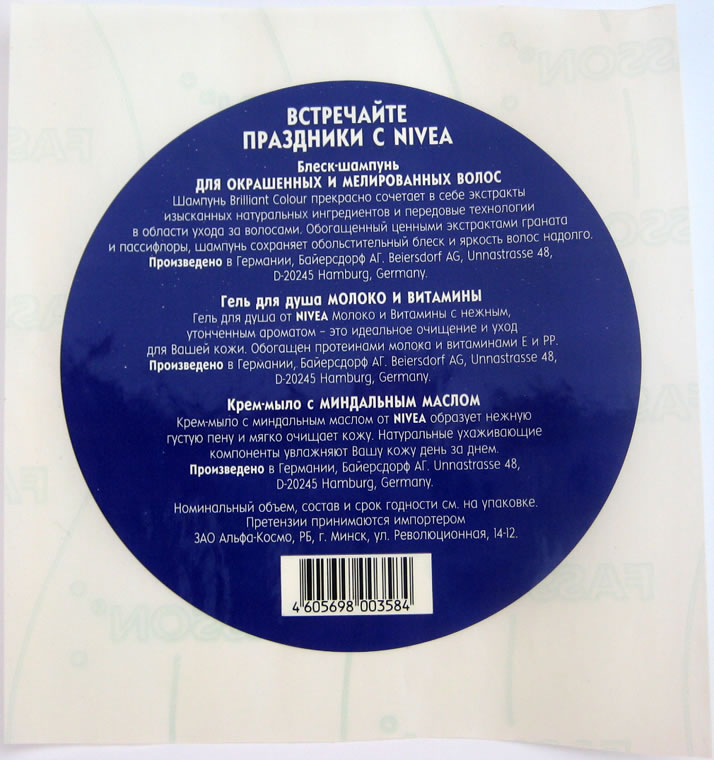 ВСТРЕЧАЙТЕ
ПРАЗДНИКИ С NIVEA
Блеск-шампунь
ДЛЯ ОКРАШЕННЫХ И МЕЛИРОВАННЫХ ВОЛОС
Шампунь Brilliant Colour прекрасно сочетает в себе экстракты
изысканных натуральных ингредиентов и передовые технологии
в области ухода за волосами. Обогащенный ценными экстрактами граната
и пассифлоры, шампунь сохраняет обольстительный блеск и яркость волос надолго.
Произведено в Германии, Байерсдорф АГ. Beiersdorf AG, Unnastrasse 48,
D-20245 Hamburg, Germany.
Гель для душа МОЛОКО И ВИТАМИНЫ
Гель для душа от NIVEA Молоко и Витамины с нежным,
утонченным ароматом – это идеальное очищение и уход
для Вашей кожи. Обогащен протеинами молока и витаминами Е и РР.
Произведено в Германии, Байерсдорф АГ. Beiersdorf AG, Unnastrasse 48,
D-20245 Hamburg, Germany.
Крем-мыло с МИНДАЛЬНЫМ МАСЛОМ
Крем-мыло с миндальным маслом от NIVEA образует нежную
густую пену и мягко очищает кожу. Натуральные ухаживающие
компоненты увлажняют Вашу кожу день за днем.
Произведено в Германии, Байерсдорф АГ. Unnastrasse 48,
D-20245 Hamburg, Germany.
Номинальный объем, состав и срок годности см. на упаковке.
Претензии принимаются импортером
ЗАО Альфа-Космо, РБ, г. Минск, ул. Революционная, 14-12.
4 605698 003584
FASSON